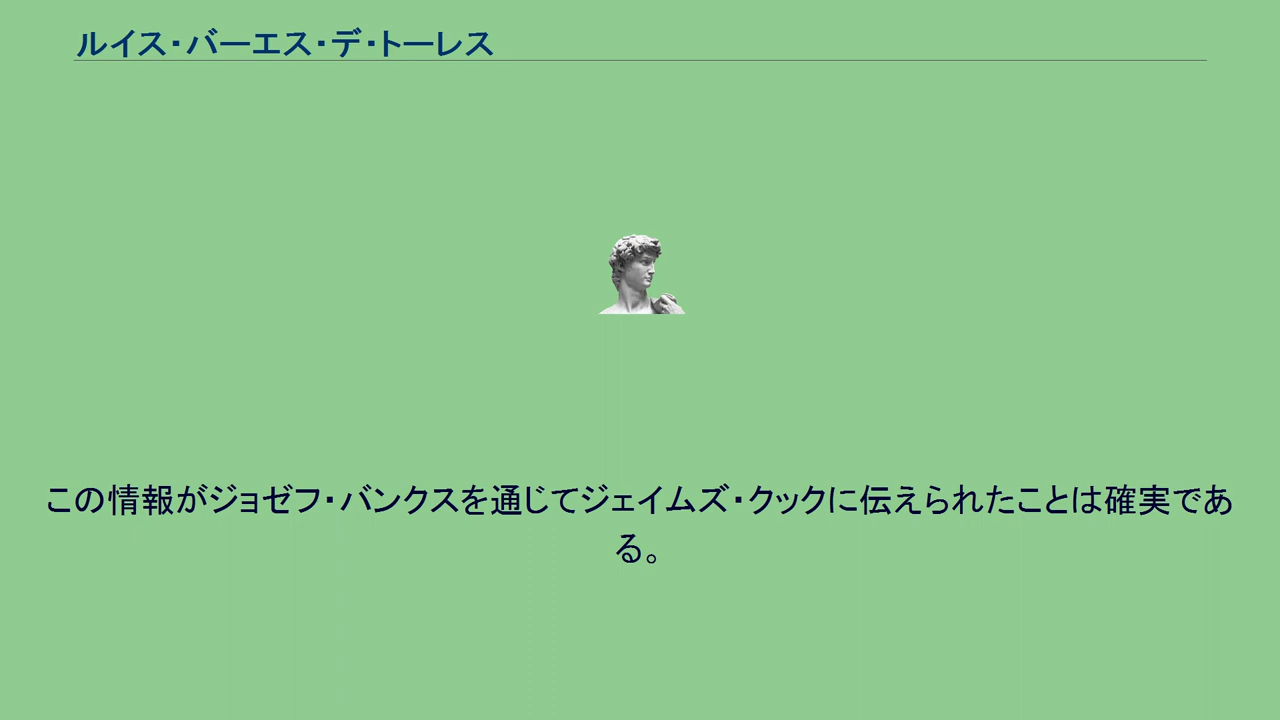 ルイス・バーエス・デ・トーレス
この情報がジョゼフ・バンクスを通じてジェイムズ・クックに伝えられたことは確実であ
る。